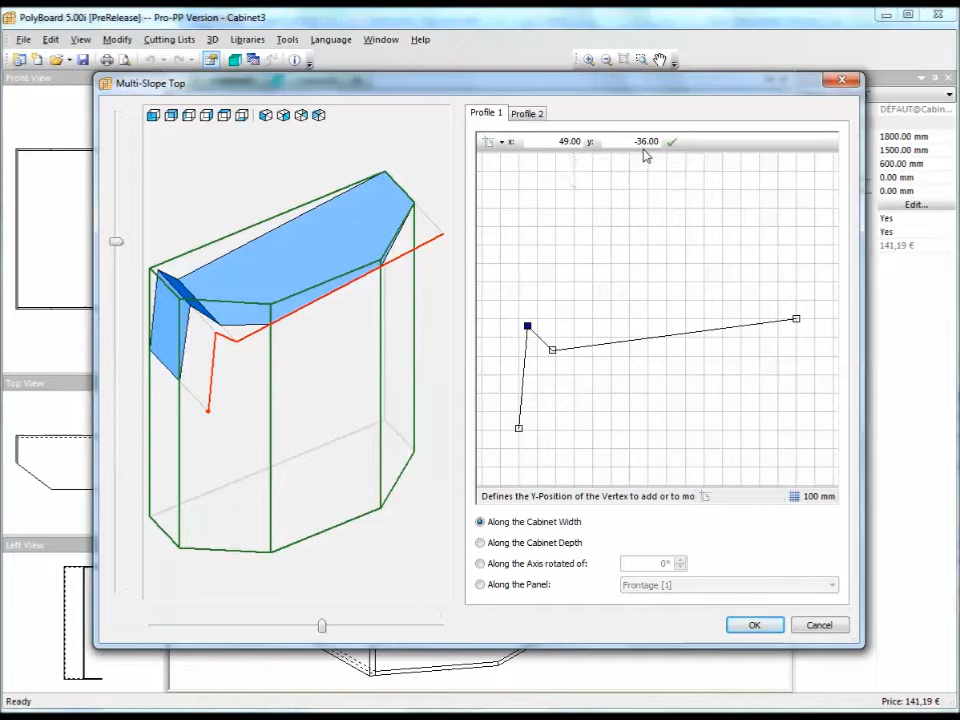 PolyBoard 5.00i [PreRelease] -- Pro-PP Version - Cabinet3
File Edit View Modify Cutting Lists 3D Libraries Tools Language Window Help
Front View
Multi-Slope Top
Profile 1 Profile 2
x: 49.00 y: -36.00
DÉFAUT@Cabin...
1800.00 mm
1500.00 mm
600.00 mm
0.00 mm
0.00 mm
Edit...
Yes
Yes
141,19 €
Top View
Left View
Defines the Y-Position of the Vertex to add or to mo
100 mm
Along the Cabinet Width
Along the Cabinet Depth
Along the Axis rotated of: 0°
Along the Panel: Frontage [1]
OK Cancel
Ready Price: 141,19 €